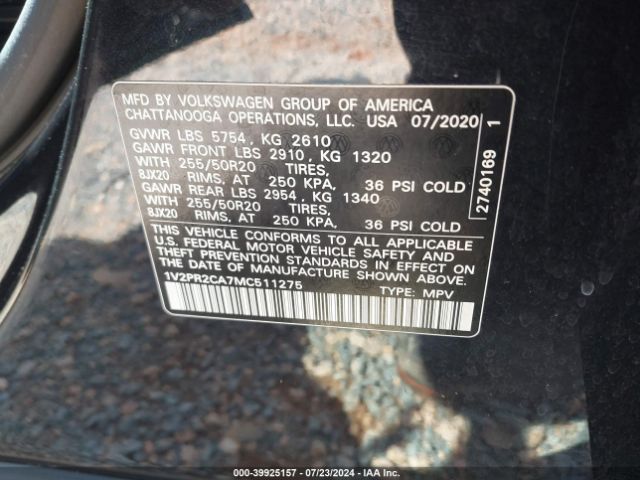 MFD BY VOLKSWAGEN GROUP OF AMERICA
CHATTANOOGA OPERATIONS, LLC. USA 07/2020
GVWR LBS 5754 , KG 2610
GAWR FRONT LBS 2910 , KG 1320
WITH 255/50R20 TIRES,
8JX20 RIMS, AT 250 KPA, 36 PSI COLD
GAWR REAR LBS 2954 , KG 1340
WITH 255/50R20 TIRES,
8JX20 RIMS, AT 250 KPA, 36 PSI COLD
THIS VEHICLE CONFORMS TO ALL APPLICABLE
U.S. FEDERAL MOTOR VEHICLE SAFETY AND
THEFT PREVENTION STANDARDS IN EFFECT ON
THE DATE OF MANUFACTURE SHOWN ABOVE.
1V2PR2CA7MC511275
TYPE: MPV
2740169 1
000-39925157 - 07/23/2024 - IAA Inc.